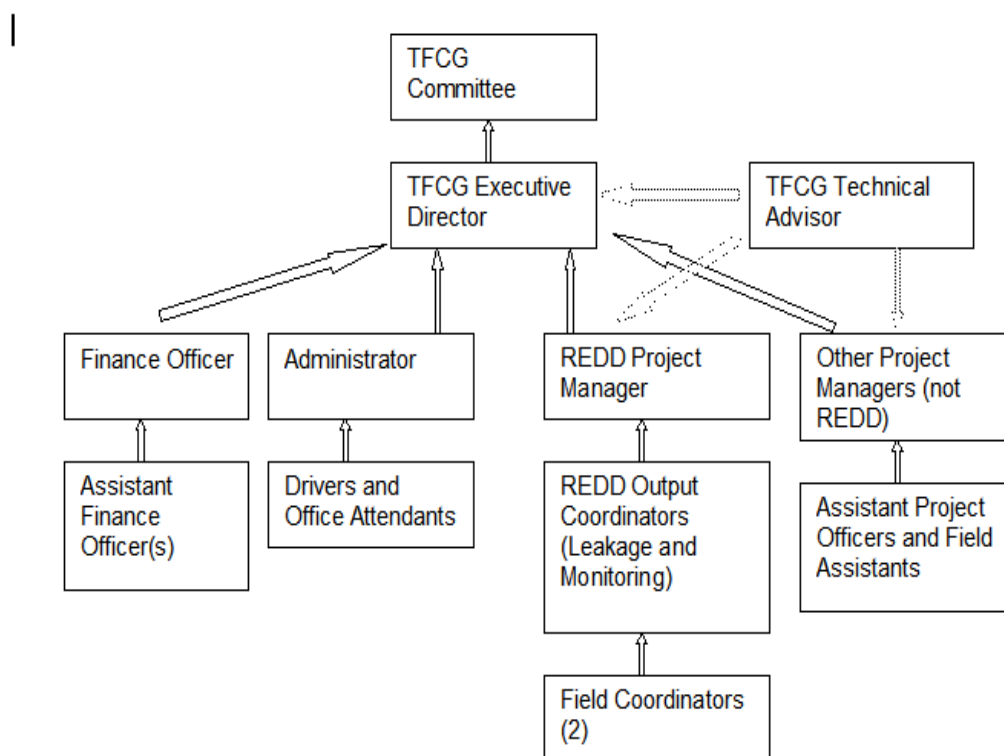 TFCG
Committee
TFCG Executive
Director
TFCG Technical
Advisor
Finance Officer
Administrator
REDD Project
Manager
Other Project
Managers (not
REDD)
Assistant
Finance
Officer(s)
Drivers and
Office Attendants
REDD Output
Coordinators
(Leakage and
Monitoring)
Assistant Project
Officers and Field
Assistants
Field Coordinators
(2)